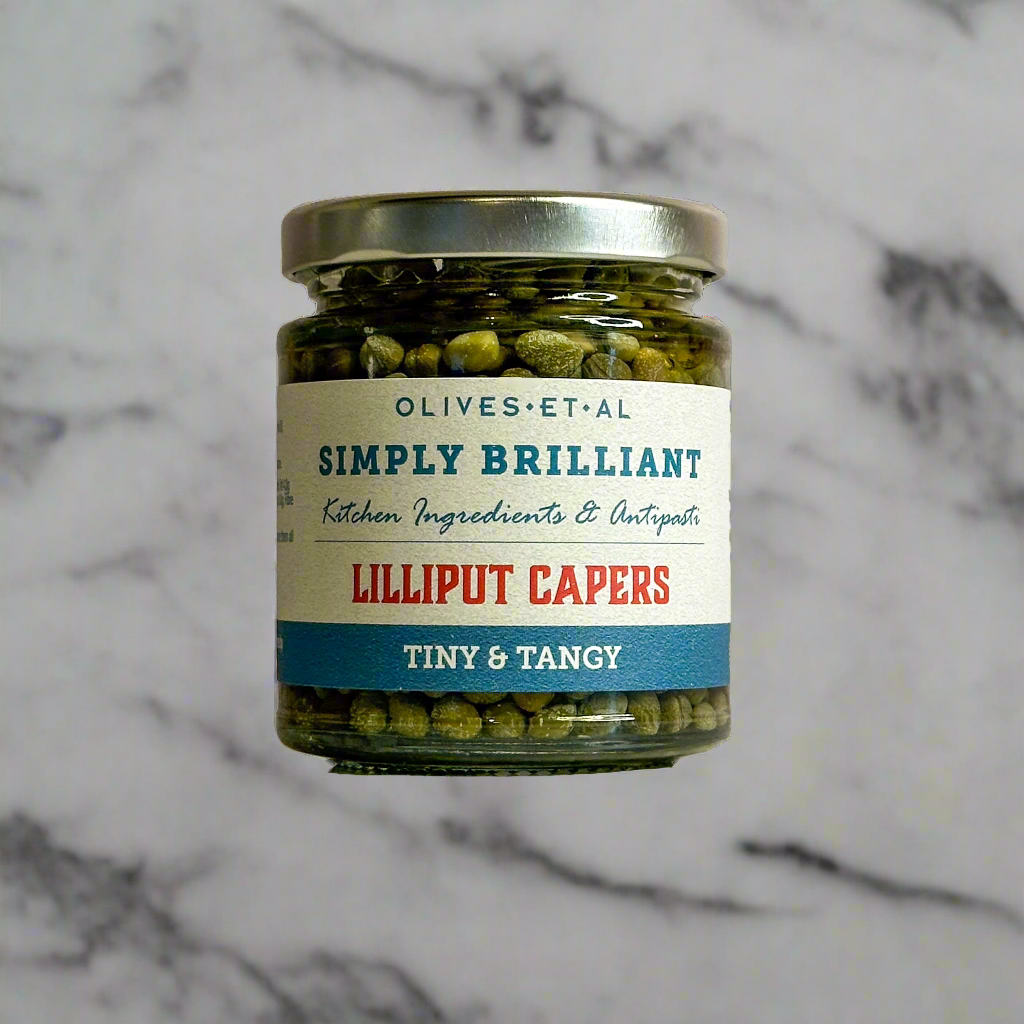 OLIVES•ET•AL
SIMPLY BRILLIANT
Kitchen Ingredients & Antipasti
LILLIPUT CAPERS
TINY & TANGY